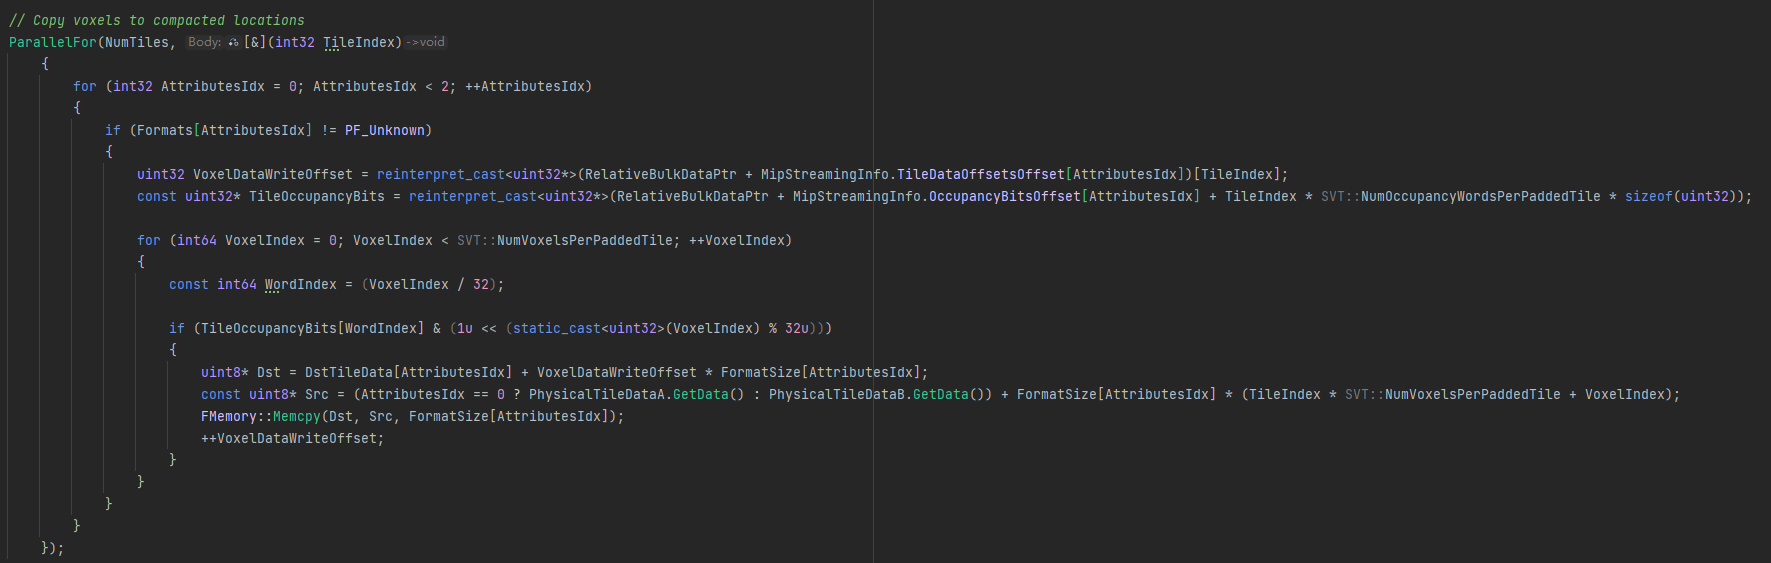 // Copy voxels to compacted locations
ParallelFor(NumTiles, Body: [&](int32 TileIndex)->void
{
for (int32 AttributesIdx = 0; AttributesIdx < 2; ++AttributesIdx)
{
if (Formats[AttributesIdx] != PF_Unknown)
{
uint32 VoxelDataWriteOffset = reinterpret_cast<uint32*>(RelativeBulkDataPtr + MipStreamingInfo.TileDataOffsetsOffset[AttributesIdx])[TileIndex];
const uint32* TileOccupancyBits = reinterpret_cast<uint32*>(RelativeBulkDataPtr + MipStreamingInfo.OccupancyBitsOffset[AttributesIdx] + TileIndex * SVT::NumOccupancyWordsPerPaddedTile * sizeof(uint32));
for (int64 VoxelIndex = 0; VoxelIndex < SVT::NumVoxelsPerPaddedTile; ++VoxelIndex)
{
const int64 WordIndex = (VoxelIndex / 32);
if (TileOccupancyBits[WordIndex] & (1u << (static_cast<uint32>(VoxelIndex) % 32u)))
{
uint8* Dst = DstTileData[AttributesIdx] + VoxelDataWriteOffset * FormatSize[AttributesIdx];
const uint8* Src = (AttributesIdx == 0 ? PhysicalTileDataA.GetData() : PhysicalTileDataB.GetData()) + FormatSize[AttributesIdx] * (TileIndex * SVT::NumVoxelsPerPaddedTile + VoxelIndex);
FMemory::Memcpy(Dst, Src, FormatSize[AttributesIdx]);
++VoxelDataWriteOffset;
}
}
}
}
});